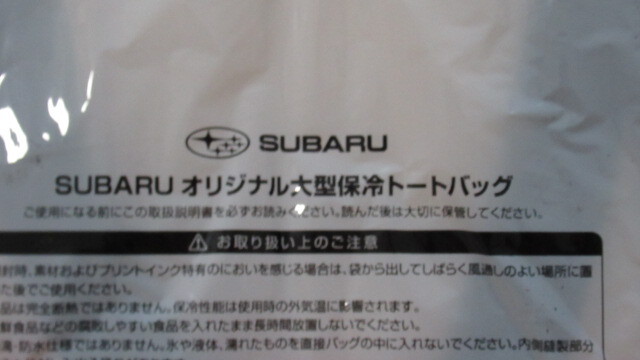 SUBARU
SUBARU オリジナル大型保冷トートバッグ
ご使用になる前にこの取扱説明書を必ずお読みください。読んだ後は大切に保管してください。
お取り扱い上のご注意
封時、素材およびプリントインク特有のにおいを感じる場合は、袋から出してしばらく風通しのよい場所に置
た後でご使用ください。
品は完全断熱ではありません。保冷性能は使用時の外気温に影響されます。
鮮食品などの腐敗しやすい食品を入れたまま長時間放置しないでください。
滴・防水仕様ではありません。氷や液体、濡れたものを直接バッグの中に入れないでください。内側縫製部分